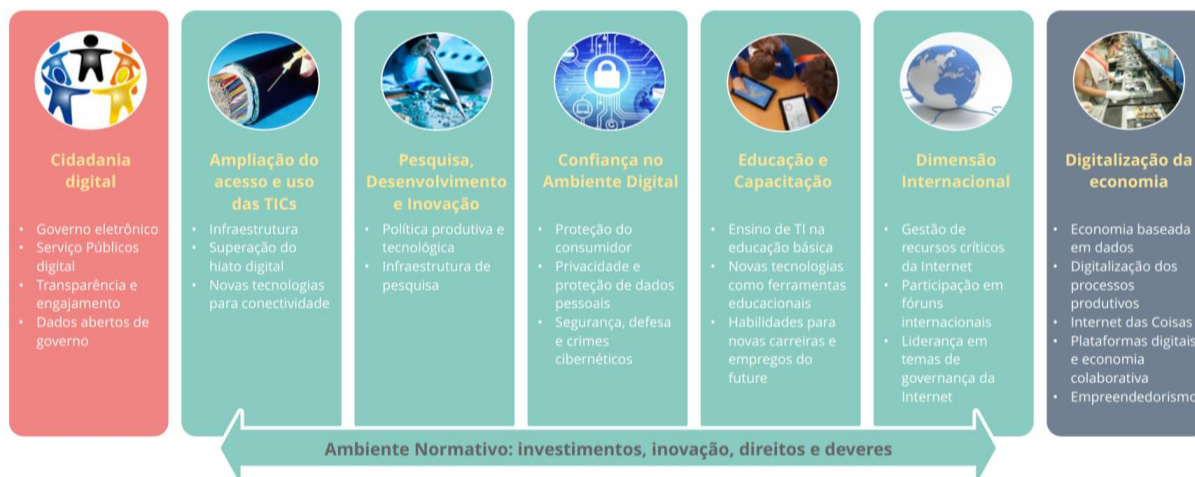 Cidadania
digital
• Governo eletrônico
• Serviço Públicos
digital
• Transparência e
engajamento
• Dados abertos de
governo
Ampliação do
acesso e uso
das TICs
• Infraestrutura
• Superação do
hiato digital
• Novas tecnologias
para conectividade
Pesquisa,
Desenvolvimento
e Inovação
• Política produtiva e
tecnológica
• Infraestrutura de
pesquisa
Confiança no
Ambiente Digital
• Proteção do
consumidor
• Privacidade e
proteção de dados
pessoais
• Segurança, defesa
e crimes
cibernéticos
Educação e
Capacitação
• Ensino de TI na
educação básica
• Novas tecnologias
como ferramentas
educacionais
• Habilidades para
novas carreiras e
empregos do
future
Dimensão
Internacional
• Gestão de
recursos críticos
da Internet
• Participação em
fóruns
internacionais
• Liderança em
temas de
governança da
Internet
Digitalização da
economia
• Economia baseada
em dados
• Digitalização dos
processos
produtivos
• Internet das Coisas
• Plataformas digitais
e economia
colaborativa
• Empreendedorismo
Ambiente Normativo: investimentos, inovação, direitos e deveres